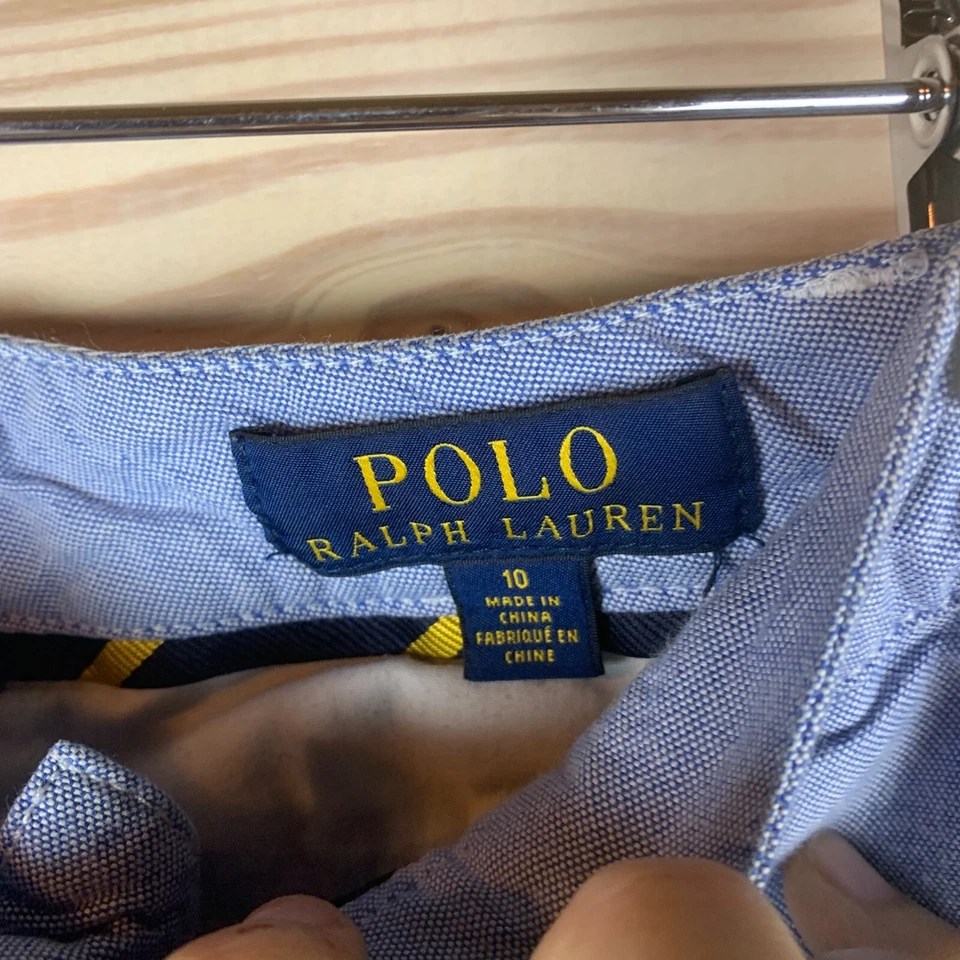 POLO
RALPH LAUREN
10
MADE IN
CHINA
FABRIQUÉ EN
CHINE